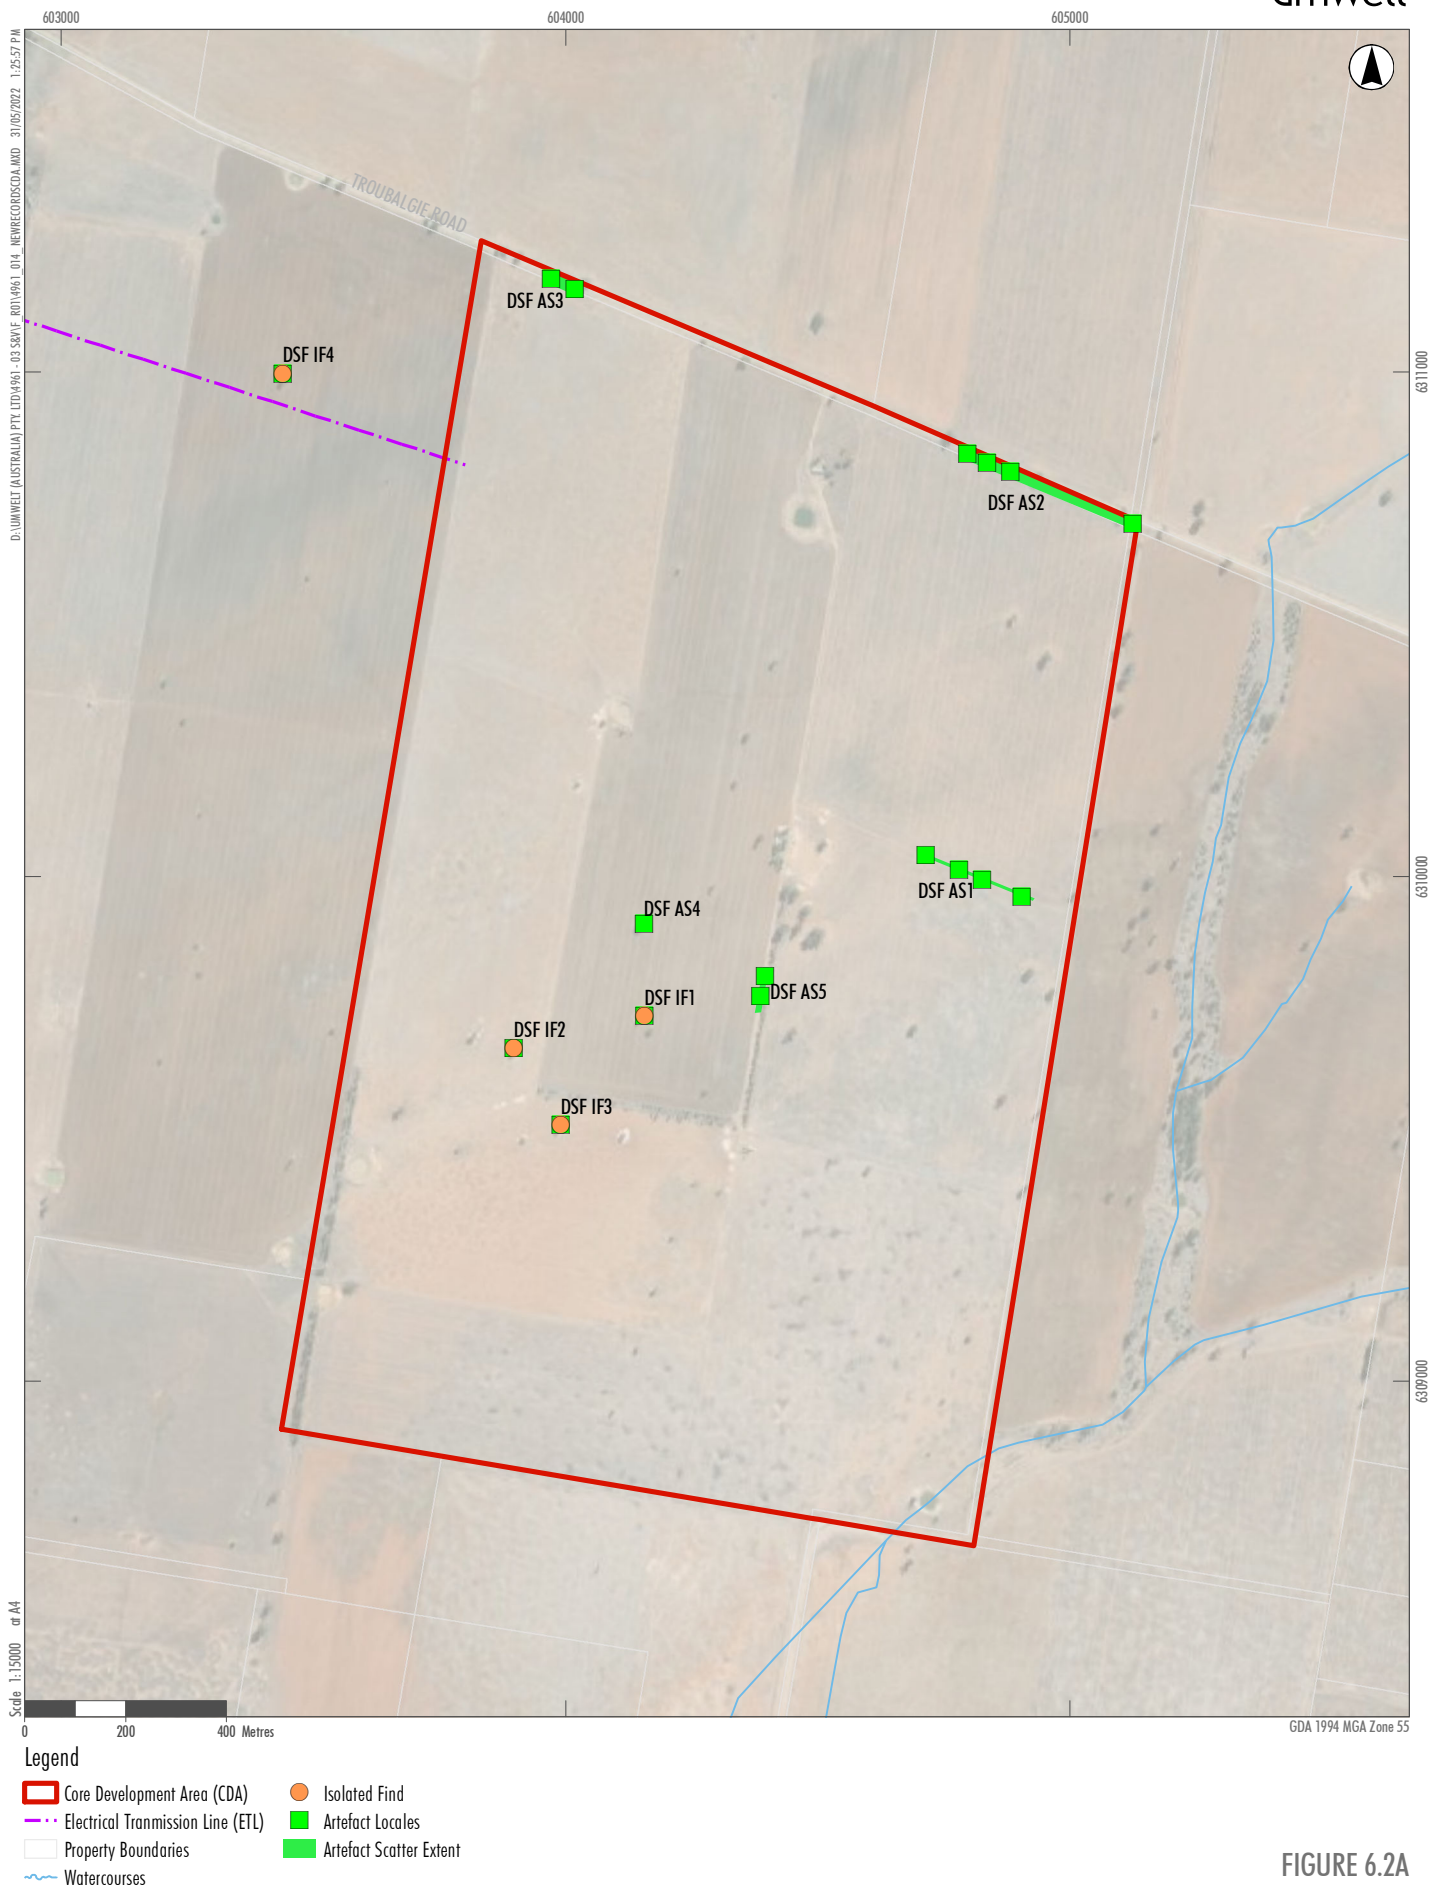 umwelt
603000
604000
605000
D:\UMWELT (AUSTRALIA) PTY. LTD\4961 - 03 S&V\F_R01\4961_014_NEWRECORDSCDA.MXD 31/05/2022 1:25:57 PM
TROUBALGIE ROAD
DSF AS3
DSF IF4
6311000
DSF AS2
6310000
DSF AS1
DSF AS4
DSF AS5
DSF IF1
DSF IF2
DSF IF3
6309000
Scale 1:15000 at A4
0 200 400 Metres
GDA 1994 MGA Zone 55
Legend
Core Development Area (CDA)
Electrical Tranmission Line (ETL)
Property Boundaries
Watercourses
Isolated Find
Artefact Locales
Artefact Scatter Extent
FIGURE 6.2A